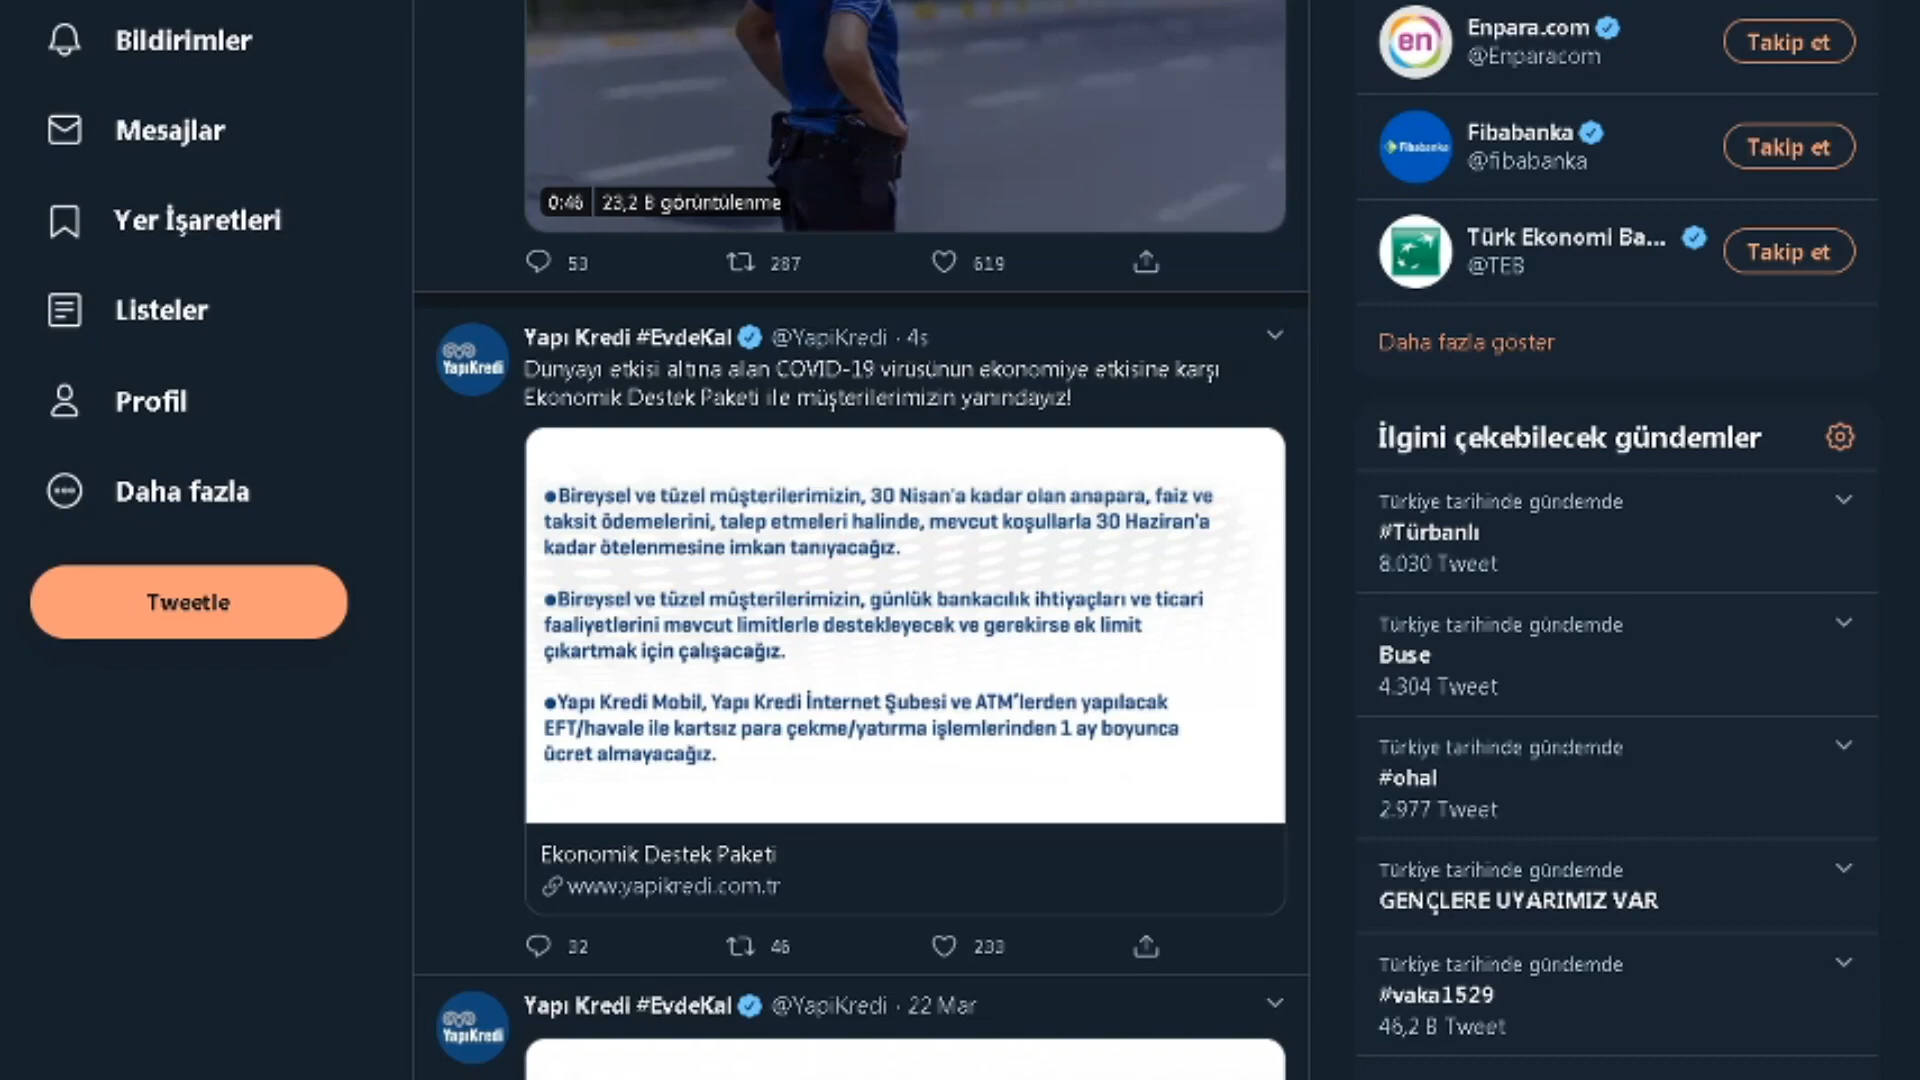 Bildirimler
Mesajlar
Yer İşaretleri
Listeler
Profil
Daha fazla
Tweetle
0:46 23,2 B görüntülenme
53 287 619
Yapı Kredi #EvdeKal @YapiKredi · 4s
Dünyayı etkisi altına alan COVID-19 virüsünün ekonomiye etkisine karşı
Ekonomik Destek Paketi ile müşterilerimizin yanındayız!
YapıKredi
●Bireysel ve tüzel müşterilerimizin, 30 Nisan'a kadar olan anapara, faiz ve
taksit ödemelerini, talep etmeleri halinde, mevcut koşullarla 30 Haziran'a
kadar ötelenmesine imkan tanıyacağız.
●Bireysel ve tüzel müşterilerimizin, günlük bankacılık ihtiyaçları ve ticari
faaliyetlerini mevcut limitlerle destekleyecek ve gerekirse ek limit
çıkartmak için çalışacağız.
●Yapı Kredi Mobil, Yapı Kredi İnternet Şubesi ve ATM'lerden yapılacak
EFT/havale ile kartsız para çekme/yatırma işlemlerinden 1 ay boyunca
ücret almayacağız.
Ekonomik Destek Paketi
www.yapikredi.com.tr
32 46 233
Yapı Kredi #EvdeKal @YapiKredi · 22 Mar
YapıKredi
en
Enpara.com
@Enparacom
Takip et
Fibabanka
Fibabanka
@fibabanka
Takip et
Türk Ekonomi Ba...
@TEB
Takip et
Daha fazla göster
İlgini çekebilecek gündemler
Türkiye tarihinde gündemde
#Türbanlı
8.030 Tweet
Türkiye tarihinde gündemde
Buse
4.304 Tweet
Türkiye tarihinde gündemde
#ohal
2.977 Tweet
Türkiye tarihinde gündemde
GENÇLERE UYARIMIZ VAR
Türkiye tarihinde gündemde
#vaka1529
46,2 B Tweet